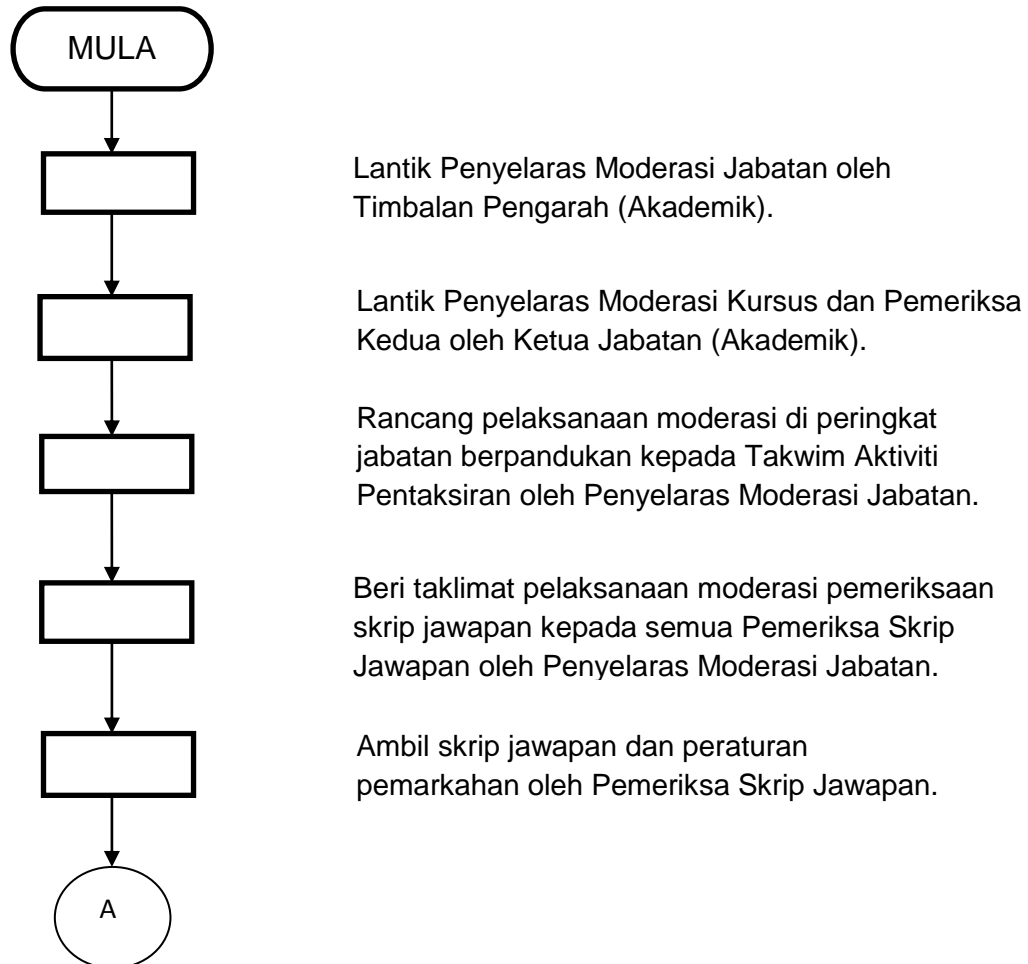 MULA
Lantik Penyelaras Moderasi Jabatan oleh
Timbalan Pengarah (Akademik).
Lantik Penyelaras Moderasi Kursus dan Pemeriksa
Kedua oleh Ketua Jabatan (Akademik).
Rancang pelaksanaan moderasi di peringkat
jabatan berpandukan kepada Takwim Aktiviti
Pentaksiran oleh Penyelaras Moderasi Jabatan.
Beri taklimat pelaksanaan moderasi pemeriksaan
skrip jawapan kepada semua Pemeriksa Skrip
Jawapan oleh Penyelaras Moderasi Jabatan.
Ambil skrip jawapan dan peraturan
pemarkahan oleh Pemeriksa Skrip Jawapan.
A